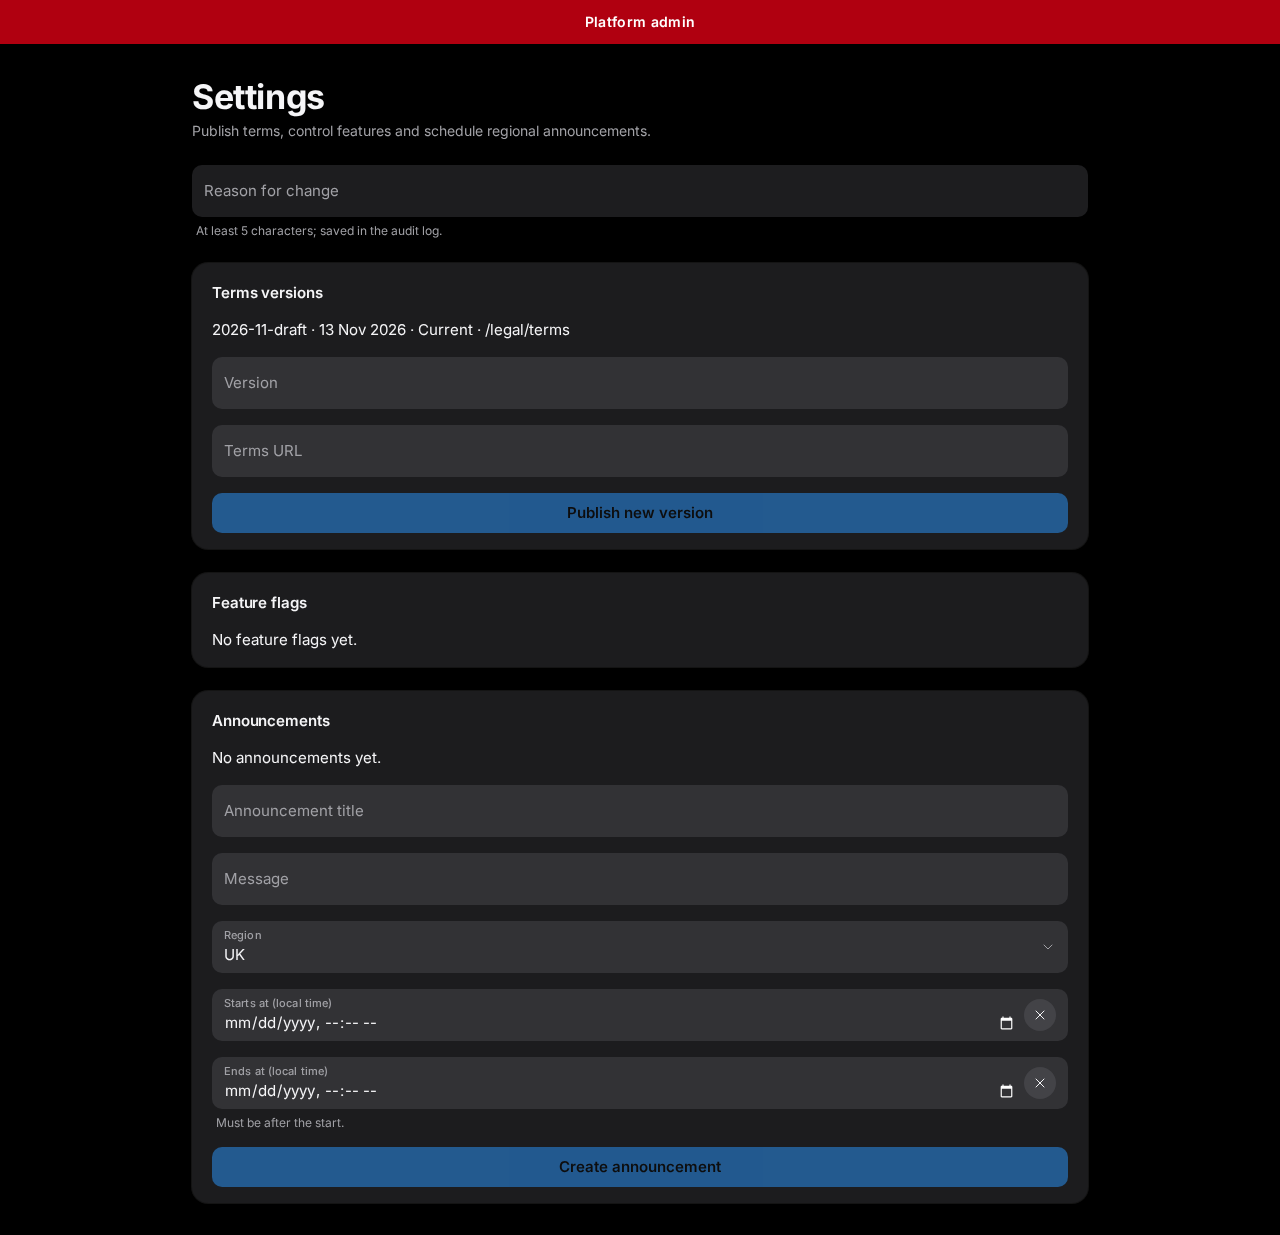 Platform admin
Settings
Publish terms, control features and schedule regional announcements.
Reason for change
At least 5 characters; saved in the audit log.
Terms versions
2026-11-draft · 13 Nov 2026 · Current · /legal/terms
Version
Terms URL
Publish new version
Feature flags
No feature flags yet.
Announcements
No announcements yet.
Announcement title
Message
Region
UK
Starts at (local time)
mm/dd/yyyy, --:-- --
Ends at (local time)
mm/dd/yyyy, --:-- --
Must be after the start.
Create announcement